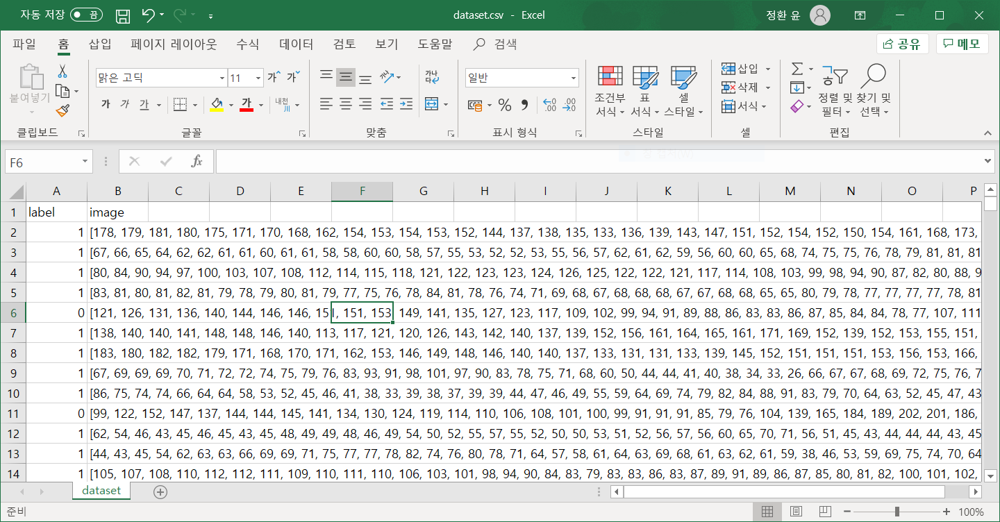 자동 저장 끔 dataset.csv - Excel 정환 윤
파일 홈 삽입 페이지 레이아웃 수식 데이터 검토 보기 도움말 검색 공유 메모
붙여넣기
클립보드
맑은 고딕 11 가 가
가 가 가 가 내천 川
글꼴
가나 다
맞춤
일반
% , .00 .00
표시 형식
조건부 서식
표 서식
셀 스타일
스타일
삽입
삭제
서식
셀
정렬 및 필터
찾기 및 선택
편집
F6 fx
A B C D E F G H I J K L M N O P
1 label image
2 1 [178, 179, 181, 180, 175, 171, 170, 168, 162, 154, 153, 154, 153, 152, 144, 137, 138, 135, 133, 136, 139, 143, 147, 151, 152, 154, 152, 150, 154, 161, 168, 173,
3 1 [67, 66, 65, 64, 62, 62, 61, 61, 60, 61, 61, 58, 58, 60, 60, 58, 57, 55, 53, 52, 52, 53, 55, 56, 57, 62, 61, 62, 59, 56, 60, 60, 65, 68, 74, 75, 75, 76, 78, 79, 81, 81, 81
4 1 [80, 84, 90, 94, 97, 100, 103, 107, 108, 112, 114, 115, 118, 121, 122, 123, 123, 124, 126, 125, 122, 122, 121, 117, 114, 108, 103, 99, 98, 94, 90, 87, 82, 80, 88, 9
5 1 [83, 81, 80, 81, 82, 81, 79, 78, 79, 80, 81, 79, 77, 75, 76, 78, 84, 81, 78, 76, 74, 71, 69, 68, 67, 68, 68, 68, 67, 67, 68, 68, 65, 65, 80, 79, 78, 77, 77, 77, 77, 78, 81
6 0 [121, 126, 131, 136, 140, 144, 146, 146, 151, 151, 153, 149, 141, 135, 127, 123, 117, 109, 102, 99, 94, 91, 89, 88, 86, 83, 83, 86, 87, 85, 84, 84, 78, 77, 107, 111
7 1 [138, 140, 140, 141, 148, 148, 146, 140, 113, 117, 121, 120, 126, 143, 142, 140, 137, 139, 152, 156, 161, 164, 165, 161, 171, 169, 152, 139, 152, 153, 155, 151,
8 1 [183, 180, 182, 182, 179, 171, 168, 170, 171, 162, 153, 146, 149, 148, 146, 140, 140, 137, 133, 131, 131, 133, 139, 145, 152, 151, 151, 151, 153, 156, 153, 166,
9 1 [67, 69, 69, 69, 70, 71, 72, 72, 74, 75, 79, 76, 83, 93, 91, 98, 101, 97, 90, 83, 78, 75, 71, 68, 60, 50, 44, 44, 41, 40, 38, 34, 33, 26, 66, 67, 67, 68, 69, 72, 75, 76, 7
10 1 [86, 75, 74, 74, 66, 64, 64, 58, 53, 52, 45, 46, 41, 38, 33, 39, 38, 37, 39, 39, 44, 47, 46, 49, 55, 59, 64, 69, 74, 79, 82, 84, 88, 91, 83, 79, 70, 64, 63, 52, 45, 47, 43
11 0 [99, 122, 152, 147, 137, 144, 144, 145, 141, 134, 130, 124, 119, 114, 110, 106, 108, 101, 100, 99, 91, 91, 91, 85, 79, 76, 104, 139, 165, 184, 189, 202, 201, 186,
12 1 [62, 54, 46, 43, 45, 46, 45, 43, 45, 48, 49, 49, 48, 46, 49, 54, 50, 52, 55, 57, 55, 52, 50, 50, 53, 51, 52, 56, 57, 56, 60, 65, 70, 71, 56, 51, 45, 43, 44, 44, 44, 43, 45
13 1 [44, 43, 45, 54, 62, 63, 63, 66, 69, 69, 71, 75, 77, 77, 78, 82, 74, 76, 80, 78, 71, 64, 57, 58, 61, 64, 63, 69, 68, 61, 63, 62, 61, 59, 38, 46, 53, 59, 69, 75, 74, 70, 64
14 1 [105, 107, 108, 110, 112, 112, 111, 109, 110, 111, 110, 106, 103, 101, 98, 94, 90, 84, 83, 79, 83, 83, 86, 83, 87, 89, 91, 89, 86, 87, 85, 80, 81, 82, 100, 101, 102,
dataset
준비 100%